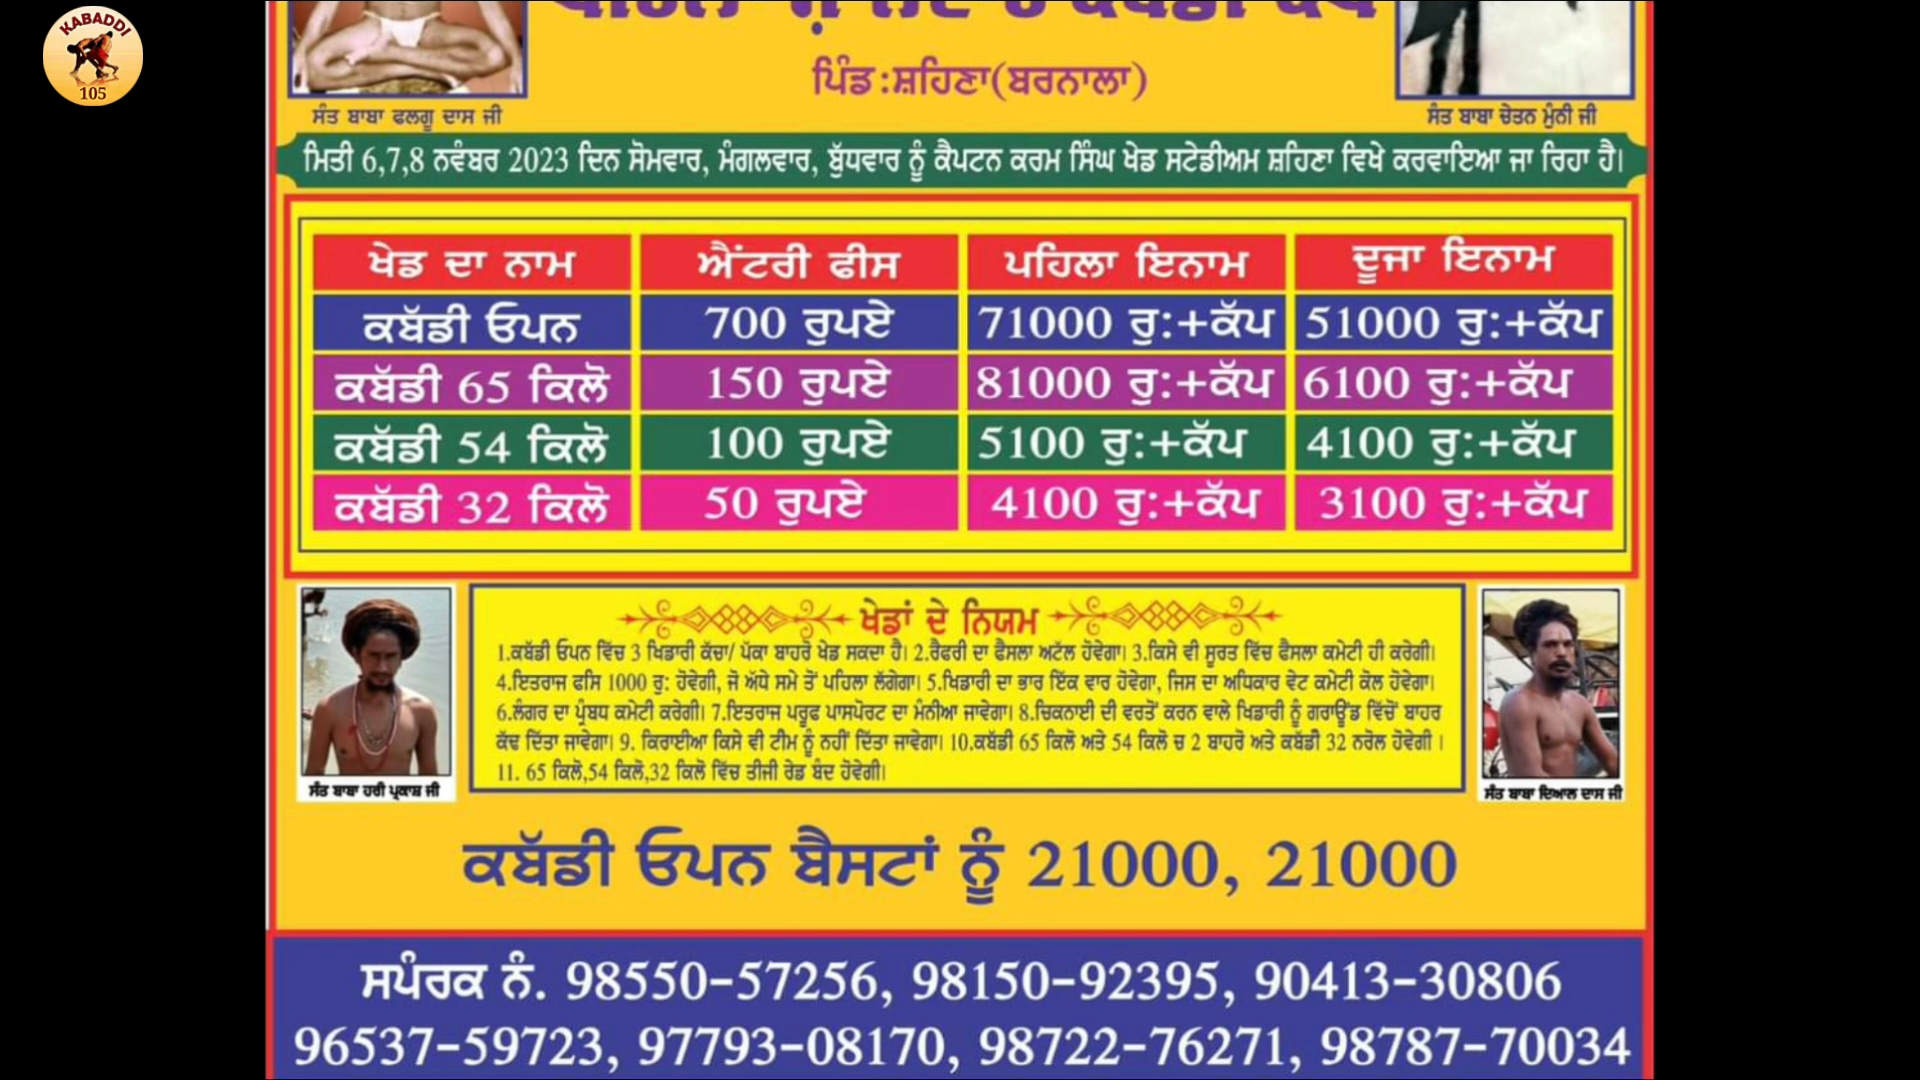 KABADDI
105
ਕਬੱਡੀ ਕੱਪ
ਪਿੰਡ:ਸ਼ਹਿਣਾ(ਬਰਨਾਲਾ)
ਸੰਤ ਬਾਬਾ ਫਲਗੂ ਦਾਸ ਜੀ
ਸੰਤ ਬਾਬਾ ਚੇਤਨ ਮੁੰਨੀ ਜੀ
ਮਿਤੀ 6,7,8 ਨਵੰਬਰ 2023 ਦਿਨ ਸੋਮਵਾਰ, ਮੰਗਲਵਾਰ, ਬੁੱਧਵਾਰ ਨੂੰ ਕੈਪਟਨ ਕਰਮ ਸਿੰਘ ਖੇਡ ਸਟੇਡੀਅਮ ਸ਼ਹਿਣਾ ਵਿਖੇ ਕਰਵਾਇਆ ਜਾ ਰਿਹਾ ਹੈ।
ਖੇਡ ਦਾ ਨਾਮ ਐਂਟਰੀ ਫੀਸ ਪਹਿਲਾ ਇਨਾਮ ਦੂਜਾ ਇਨਾਮ
ਕਬੱਡੀ ਓਪਨ 700 ਰੁਪਏ 71000 ਰੁ:+ਕੱਪ 51000 ਰੁ:+ਕੱਪ
ਕਬੱਡੀ 65 ਕਿਲੋ 150 ਰੁਪਏ 81000 ਰੁ:+ਕੱਪ 6100 ਰੁ:+ਕੱਪ
ਕਬੱਡੀ 54 ਕਿਲੋ 100 ਰੁਪਏ 5100 ਰੁ:+ਕੱਪ 4100 ਰੁ:+ਕੱਪ
ਕਬੱਡੀ 32 ਕਿਲੋ 50 ਰੁਪਏ 4100 ਰੁ:+ਕੱਪ 3100 ਰੁ:+ਕੱਪ
ਖੇਡਾਂ ਦੇ ਨਿਯਮ
1.ਕਬੱਡੀ ਓਪਨ ਵਿੱਚ 3 ਖਿਡਾਰੀ ਕੱਚਾ/ ਪੱਕਾ ਬਾਹਰੋ ਖੇਡ ਸਕਦਾ ਹੈ। 2.ਰੈਫਰੀ ਦਾ ਫੈਸਲਾ ਅਟੱਲ ਹੋਵੇਗਾ। 3.ਕਿਸੇ ਵੀ ਸੂਰਤ ਵਿੱਚ ਫੈਸਲਾ ਕਮੇਟੀ ਹੀ ਕਰੇਗੀ।
4.ਇਤਰਾਜ ਫਸਿ 1000 ਰੁ: ਹੋਵੇਗੀ, ਜੋ ਅੱਧੇ ਸਮੇ ਤੋਂ ਪਹਿਲਾ ਲੱਗੇਗਾ। 5.ਖਿਡਾਰੀ ਦਾ ਭਾਰ ਇੱਕ ਵਾਰ ਹੋਵੇਗਾ, ਜਿਸ ਦਾ ਅਧਿਕਾਰ ਵੇਟ ਕਮੇਟੀ ਕੋਲ ਹੋਵੇਗਾ।
6.ਲੰਗਰ ਦਾ ਪ੍ਰੰਬਧ ਕਮੇਟੀ ਕਰੇਗੀ। 7.ਇਤਰਾਜ ਪਰੂਫ ਪਾਸਪੋਰਟ ਦਾ ਮੰਨੀਆ ਜਾਵੇਗਾ। 8.ਚਿਕਨਾਈ ਦੀ ਵਰਤੋਂ ਕਰਨ ਵਾਲੇ ਖਿਡਾਰੀ ਨੂੰ ਗਰਾਊਂਡ ਵਿੱਚੋਂ ਬਾਹਰ
ਕੱਢ ਦਿੱਤਾ ਜਾਵੇਗਾ। 9. ਕਿਰਾਈਆ ਕਿਸੇ ਵੀ ਟੀਮ ਨੂੰ ਨਹੀਂ ਦਿੱਤਾ ਜਾਵੇਗਾ। 10.ਕਬੱਡੀ 65 ਕਿਲੋ ਅਤੇ 54 ਕਿਲੋ ਚ 2 ਬਾਹਰੋ ਅਤੇ ਕਬੱਡੀ 32 ਨਰੋਲ ਹੋਵੇਗੀ ।
11. 65 ਕਿਲੋ,54 ਕਿਲੋ,32 ਕਿਲੋ ਵਿੱਚ ਤੀਜੀ ਰੇਡ ਬੰਦ ਹੋਵੇਗੀ।
ਸੰਤ ਬਾਬਾ ਹਰੀ ਪ੍ਰਕਾਸ਼ ਜੀ
ਸੰਤ ਬਾਬਾ ਦਿਆਲ ਦਾਸ ਜੀ
ਕਬੱਡੀ ਓਪਨ ਬੈਸਟਾਂ ਨੂੰ 21000, 21000
ਸਪੰਰਕ ਨੰ. 98550-57256, 98150-92395, 90413-30806
96537-59723, 97793-08170, 98722-76271, 98787-70034